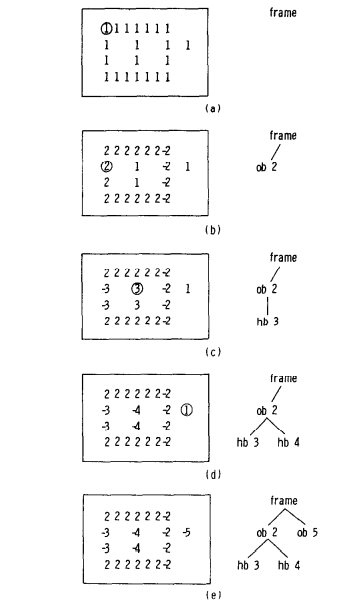 frame
① 1 1 1 1 1 1
1 1 1 1
1 1 1
1 1 1 1 1 1 1
(a)
frame
2 2 2 2 2 2 -2
② 1 -2 1 ob 2
2 1 -2
2 2 2 2 2 2 -2
(b)
frame
2 2 2 2 2 2 -2
-3 ③ -2 1 ob 2
-3 3 -2
2 2 2 2 2 2 -2 hb 3
(c)
frame
2 2 2 2 2 2 -2
-3 -4 -2 ① ob 2
-3 -4 -2
2 2 2 2 2 2 -2 hb 3 hb 4
(d)
frame
2 2 2 2 2 2 -2
-3 -4 -2 -5 ob 2 ob 5
-3 -4 -2
2 2 2 2 2 2 -2 hb 3 hb 4
(e)